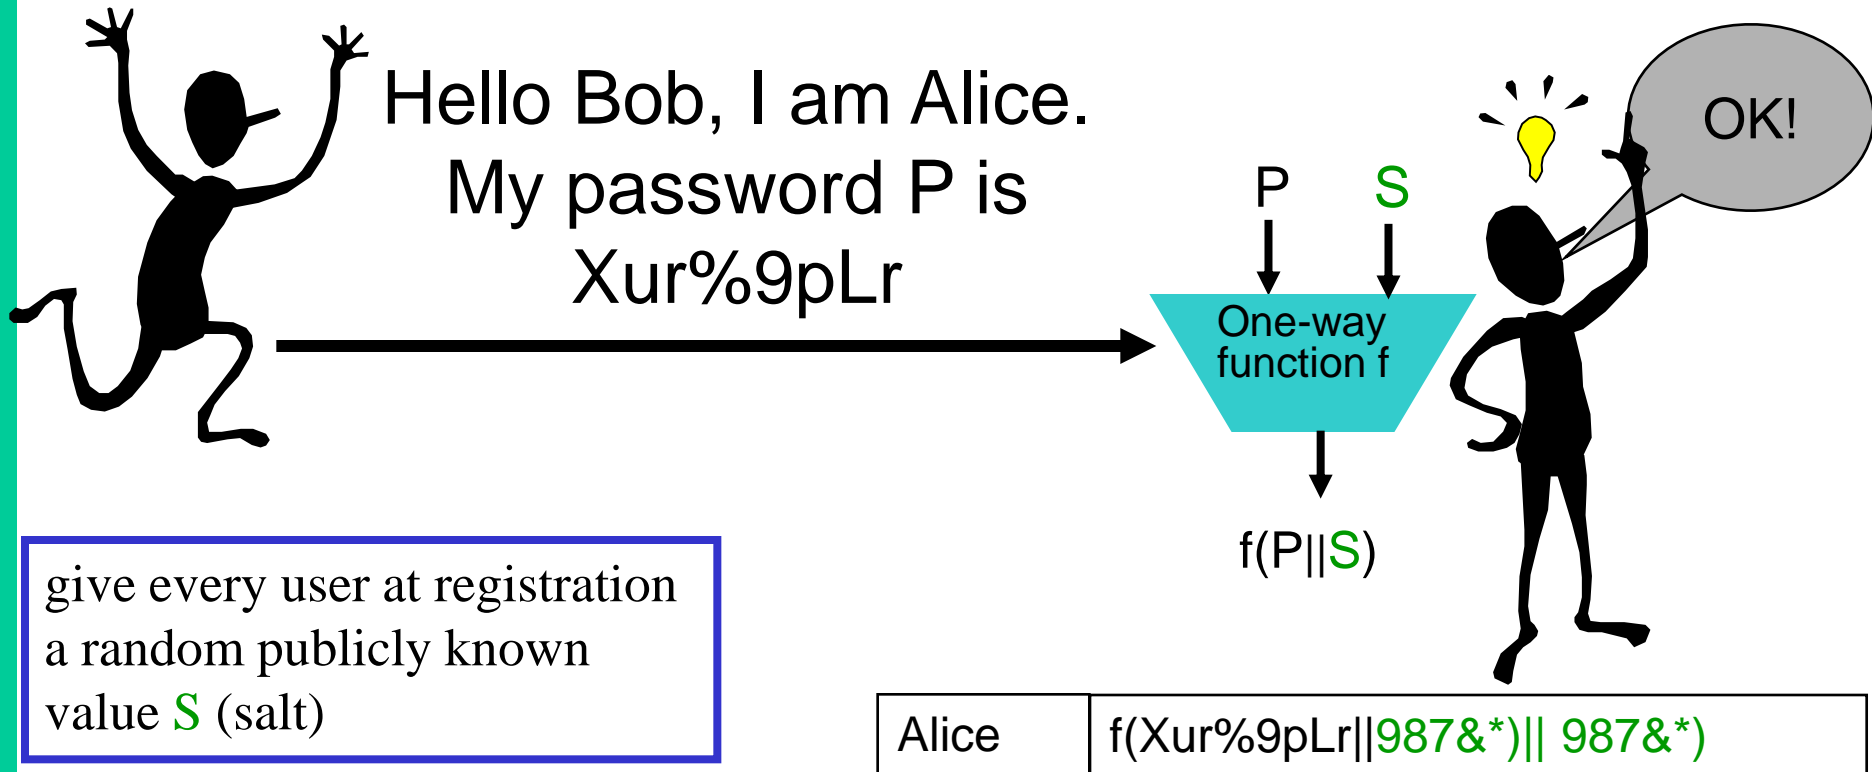 Hello Bob, I am Alice.
My password P is
Xur%9pLr
OK!
P S
One-way
function f
f(P||S)
give every user at registration
a random publicly known
value S (salt)
Alice f(Xur%9pLr||987&*)|| 987&*)